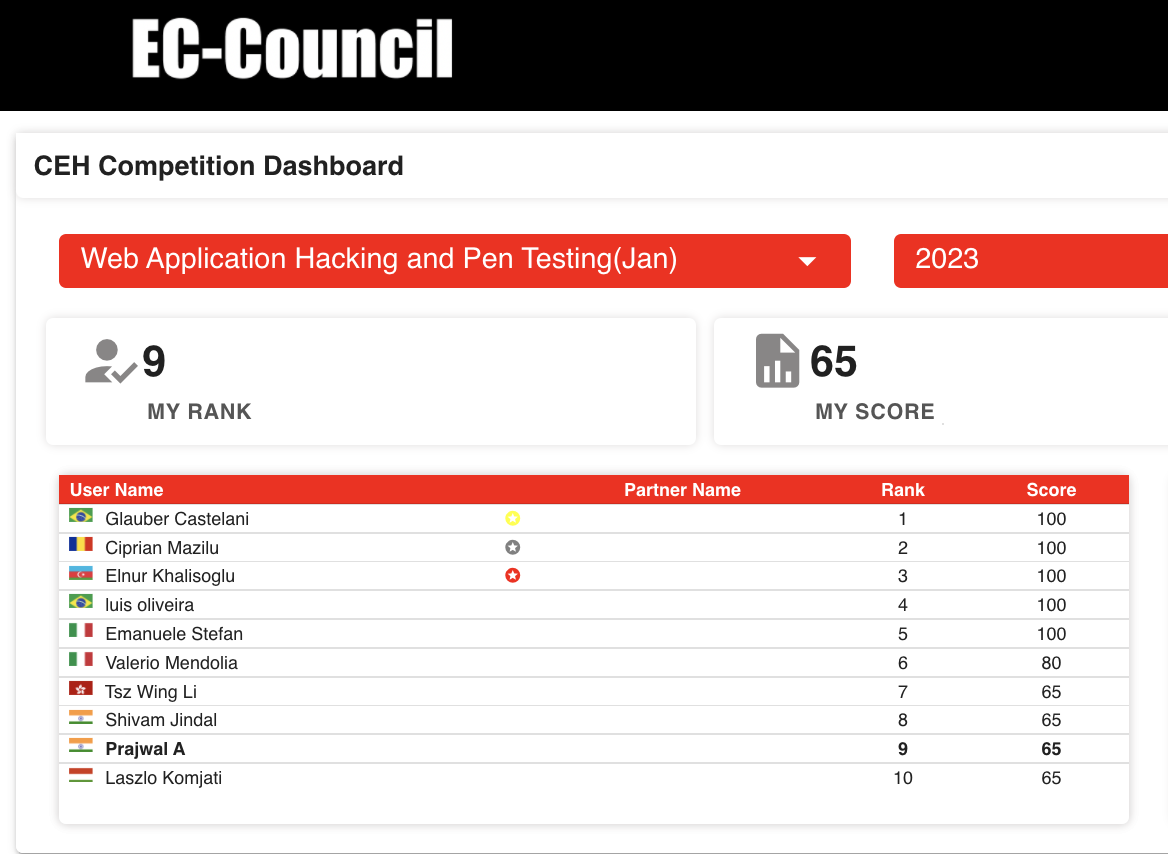 EC-Council
CEH Competition Dashboard
Web Application Hacking and Pen Testing(Jan) 2023
9 65
MY RANK MY SCORE
User Name Partner Name Rank Score
Glauber Castelani 1 100
Ciprian Mazilu 2 100
Elnur Khalisoglu 3 100
luis oliveira 4 100
Emanuele Stefan 5 100
Valerio Mendolia 6 80
Tsz Wing Li 7 65
Shivam Jindal 8 65
Prajwal A 9 65
Laszlo Komjati 10 65